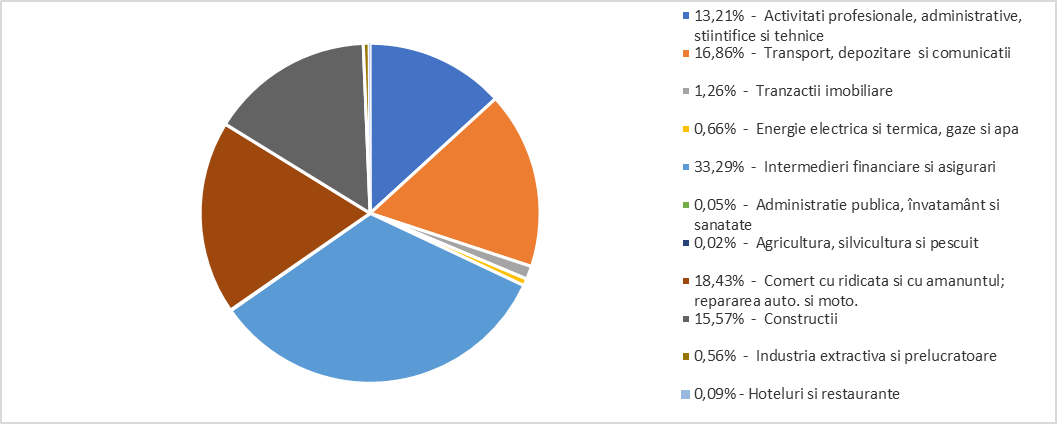 13,21% - Activitati profesionale, administrative,
stiintifice si tehnice
16,86% - Transport, depozitare si comunicatii
1,26% - Tranzactii imobiliare
0,66% - Energie electrica si termica, gaze si apa
33,29% - Intermedieri financiare si asigurari
0,05% - Administratie publica, învatamânt si
sanatate
0,02% - Agricultura, silvicultura si pescuit
18,43% - Comert cu ridicata si cu amanuntul;
repararea auto. si moto.
15,57% - Constructii
0,56% - Industria extractiva si prelucratoare
0,09% - Hoteluri si restaurante